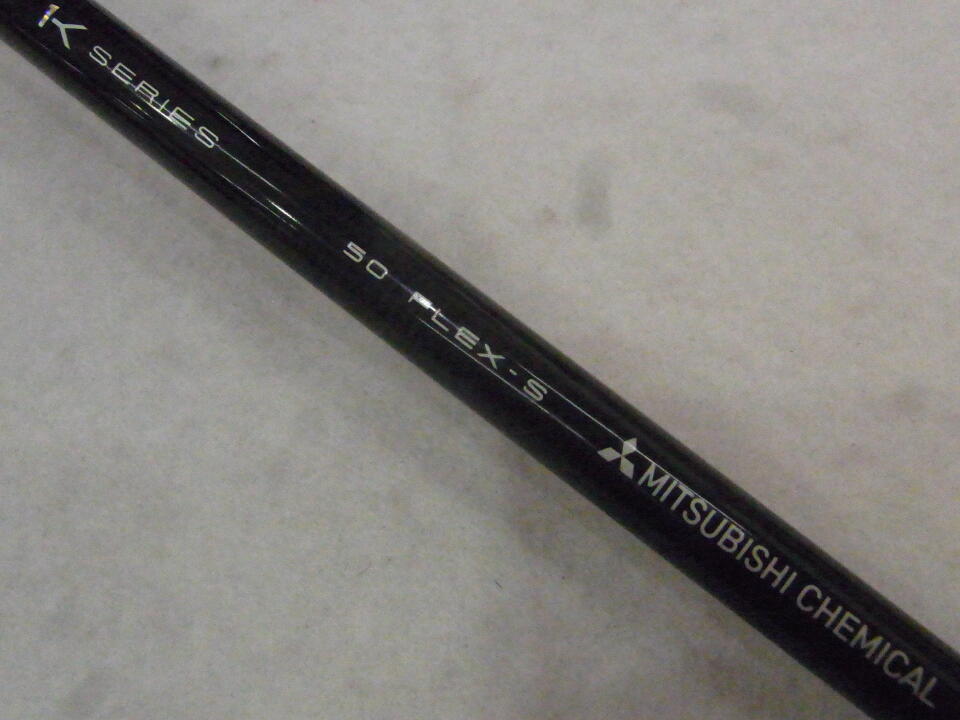 K SERIES
50 FLEX-S
MITSUBISHI CHEMICAL